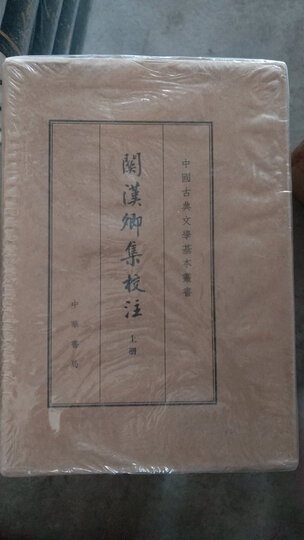 中國古典文學基本叢書
關漢卿集校注
上冊
中華書局